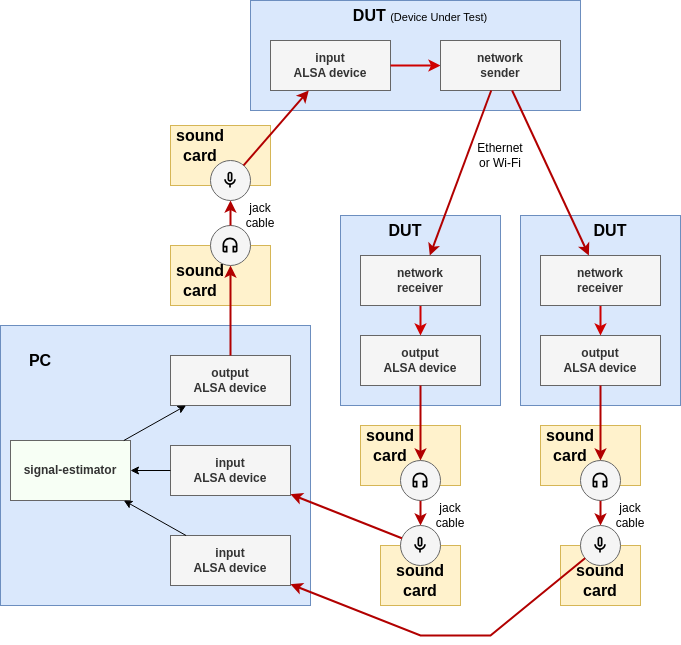 DUT (Device Under Test)
input
ALSA device
network
sender
sound
card
Ethernet
or Wi-Fi
jack
cable
sound
card
DUT
network
receiver
output
ALSA device
DUT
network
receiver
output
ALSA device
PC
output
ALSA device
signal-estimator
input
ALSA device
input
ALSA device
sound
card
jack
cable
sound
card
sound
card
jack
cable
sound
card